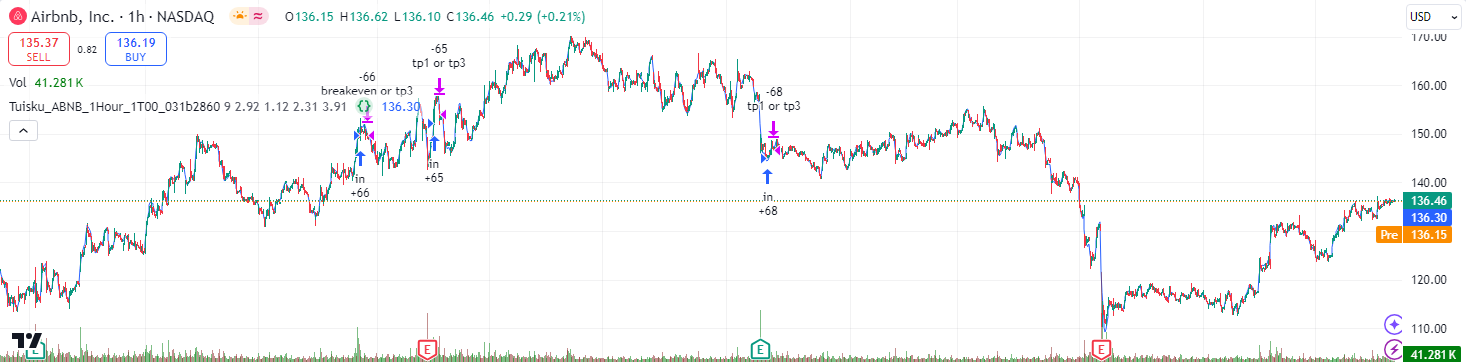 Airbnb, Inc. · 1h · NASDAQ O136.15 H136.62 L136.10 C136.46 +0.29 (+0.21%)
USD
135.37 SELL 0.82 136.19 BUY
Vol 41.281 K
Tuisku_ABNB_1Hour_1T00_031b2860 9 2.92 1.12 2.31 3.91 136.30
-66
breakeven or tp3
in
+66
-65
tp1 or tp3
in
+65
-68
tp1 or tp3
in
+68
170.00
160.00
150.00
140.00
136.46
136.30
Pre 136.15
120.00
110.00
41.281 K
E
E
E
E